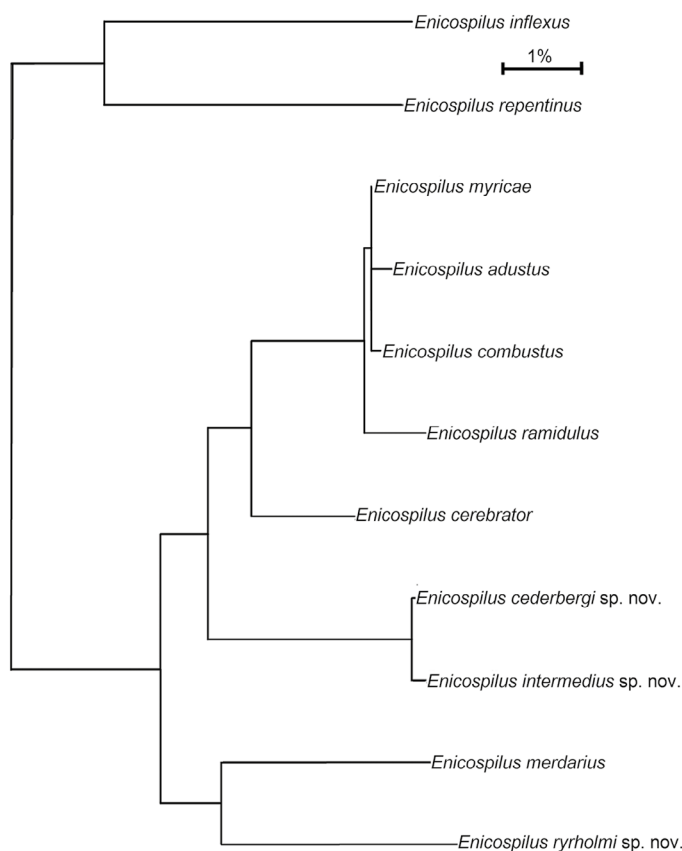 Enicospilus inflexus
1%
Enicospilus repentinus
Enicospilus myricae
Enicospilus adustus
Enicospilus combustus
Enicospilus ramidulus
Enicospilus cerebrator
Enicospilus cederbergi sp. nov.
Enicospilus intermedius sp. nov.
Enicospilus merdarius
Enicospilus ryrholmi sp. nov.